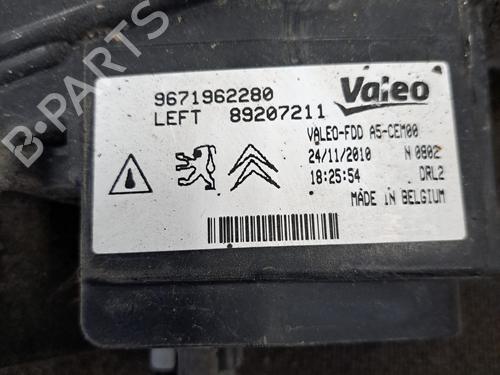 9671962280
Valeo
LEFT 89207211
VALEO-FDD A5-CEM00
24/11/2010 N 0802
18:25:54 DRL2
MADE IN BELGIUM